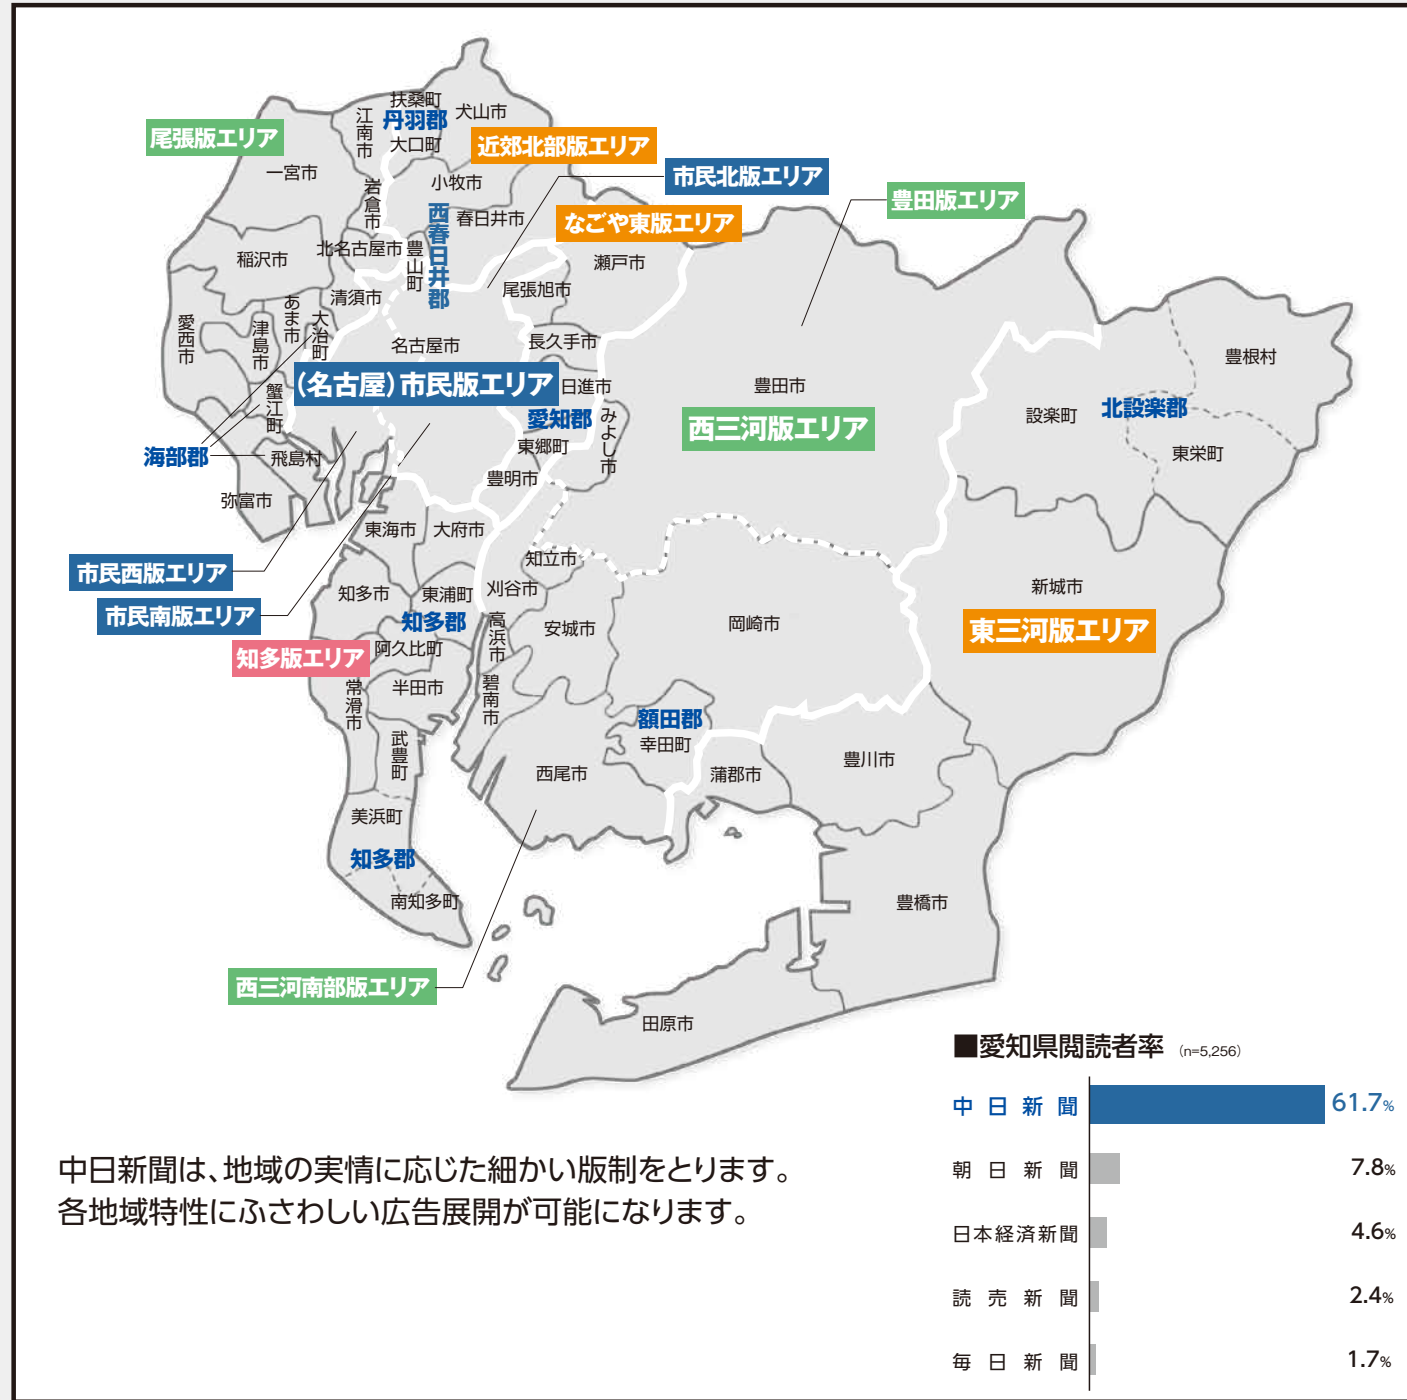 扶桑町
犬山市
丹羽郡
江南市
大口町
尾張版エリア
近郊北部版エリア
一宮市
小牧市
市民北版エリア
岩倉市
豊田版エリア
西春日井郡
春日井市
なごや東版エリア
北名古屋市
豊山町
稲沢市
瀬戸市
尾張旭市
清須市
あま市
大治町
愛西市
津島市
長久手市
名古屋市
豊根村
(名古屋)市民版エリア
日進市
豊田市
蟹江町
愛知郡
みよし市
西三河版エリア
設楽町
北設楽郡
東郷町
東栄町
海部郡
飛島村
豊明市
弥富市
東海市
大府市
知立市
市民西版エリア
知多市
東浦町
刈谷市
新城市
市民南版エリア
知多郡
高浜市
安城市
岡崎市
東三河版エリア
知多版エリア
阿久比町
半田市
常滑市
碧南市
額田郡
幸田町
武豊町
西尾市
蒲郡市
豊川市
美浜町
知多郡
南知多町
豊橋市
西三河南部版エリア
田原市
■愛知県閲読者率 (n=5,256)
中日新聞 61.7%
朝日新聞 7.8%
日本経済新聞 4.6%
読売新聞 2.4%
毎日新聞 1.7%
中日新聞は、地域の実情に応じた細かい版制をとります。
各地域特性にふさわしい広告展開が可能になります。